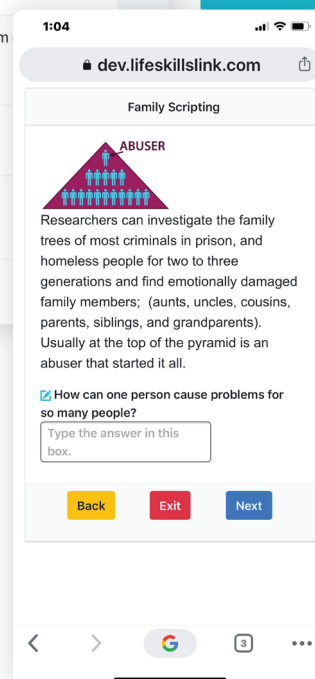 m
1:04
dev.lifeskillslink.com
Family Scripting
ABUSER
Researchers can investigate the family
trees of most criminals in prison, and
homeless people for two to three
generations and find emotionally damaged
family members;  (aunts, uncles, cousins,
parents, siblings, and grandparents).
Usually at the top of the pyramid is an
abuser that started it all.
How can one person cause problems for
so many people?
Type the answer in this
box.
Back Exit Next
3